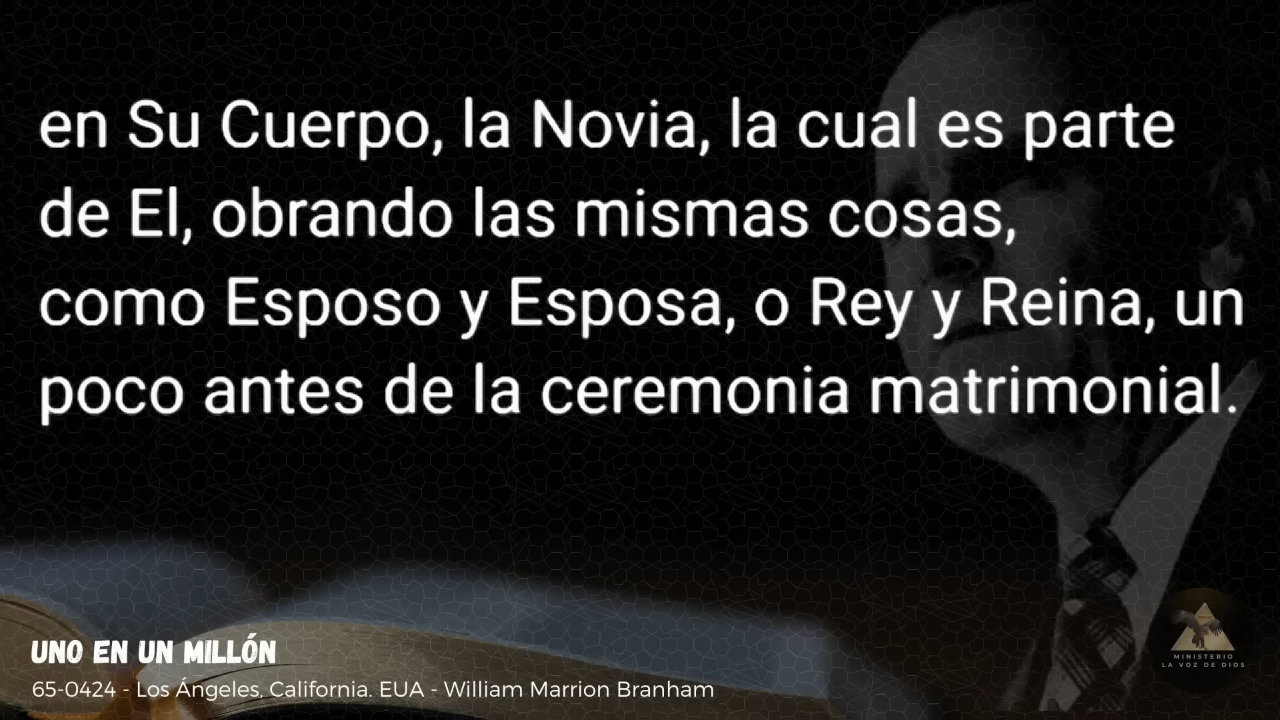 en Su Cuerpo, la Novia, la cual es parte
de El, obrando las mismas cosas,
como Esposo y Esposa, o Rey y Reina, un
poco antes de la ceremonia matrimonial.
UNO EN UN MILLÓN
65-0424 - Los Ángeles, California. EUA - William Marrion Branham
MINISTERIO
LA VOZ DE DIOS